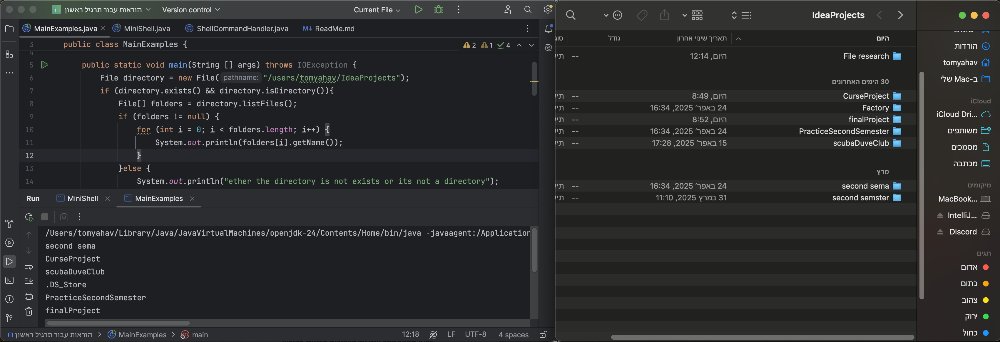 הר הוראות עבור תרגיל ראשון Version control Current File
MainExamples.java MiniShell.java ShellCommandHandler.java M↓ ReadMe.md
3 public class MainExamples {
2 1 4
4
5 public static void main(String [] args) throws IOException {
6 File directory = new File( pathname: "/users/tomyahav/IdeaProjects");
7 if (directory.exists() && directory.isDirectory()){
8 File[] folders = directory.listFiles();
9 if (folders != null) {
10 for (int i = 0; i < folders.length; i++) {
11 System.out.println(folders[i].getName());
12 }
13 }else {
14 System.out.println("ether the directory is not exists or its not a directory");
Run MiniShell MainExamples
/Users/tomyahav/Library/Java/JavaVirtualMachines/openjdk-24/Contents/Home/bin/java -javaagent:/Application
second sema
CurseProject
scubaDuveClub
.DS_Store
PracticeSecondSemester
finalProject
הוראות עבור תרגיל ראשון > MainExamples > main 12:18 LF UTF-8 4 spaces
IdeaProjects
היום תאריך שינוי אחרון גודל סוג
File research היום, 12:14 -- תיק
30 הימים האחרונים
CurseProject היום, 8:49 -- תיק
Factory 24 באפר׳ 2025, 16:34 -- תיק
finalProject היום, 8:52 -- תיק
PracticeSecondSemester 24 באפר׳ 2025, 16:34 -- תיק
scubaDuveClub 15 באפר׳ 2025, 17:28 -- תיק
מרץ
second sema 24 באפר׳ 2025, 16:34 -- תיק
second semster 31 במרץ 2025, 11:10 -- תיק
הורדות
tomyahav
ב-Mac שלי
iCloud
iCloud Dri...
משותפים
מסמכים
מכתבה
מיקומים
MacBook...
IntelliJ...
Discord
תגים
אדום
כתום
צהוב
ירוק
כחול